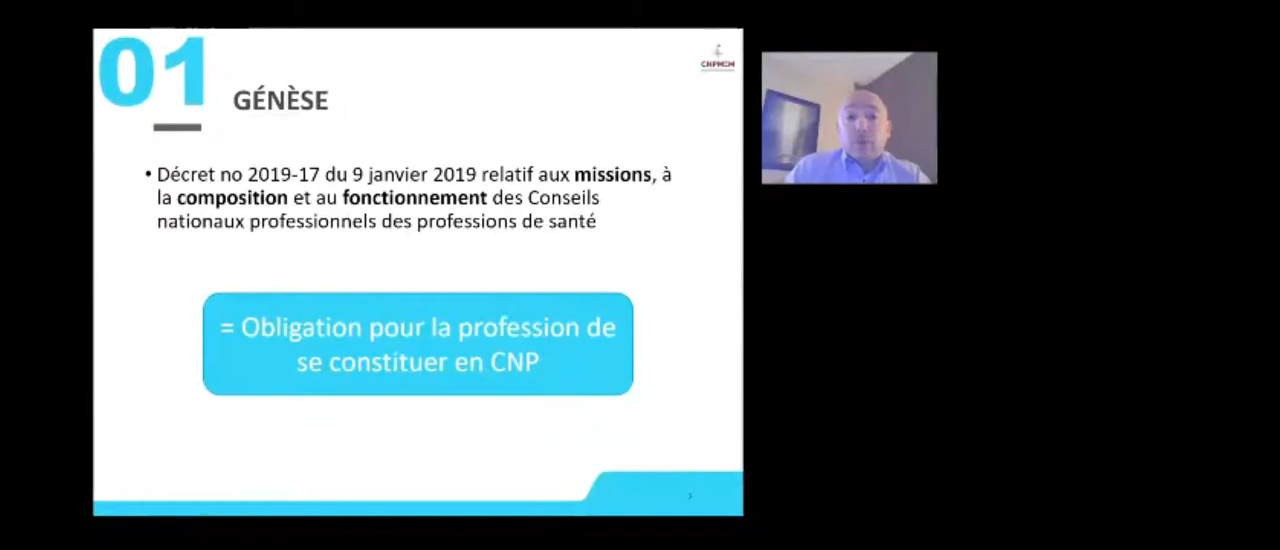 01
GÉNÈSE
CNPMEM
• Décret no 2019-17 du 9 janvier 2019 relatif aux missions, à
la composition et au fonctionnement des Conseils
nationaux professionnels des professions de santé
= Obligation pour la profession de
se constituer en CNP